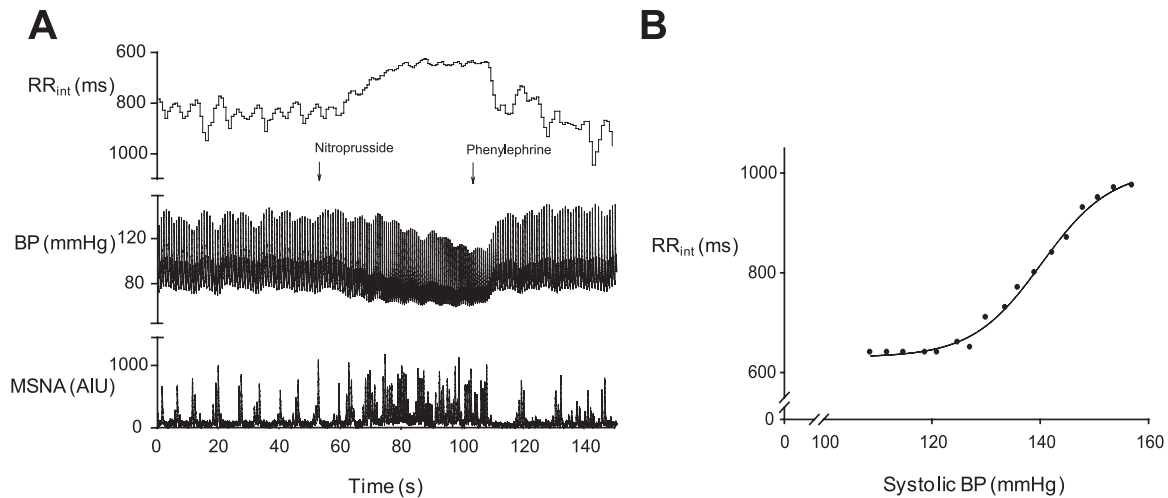 A
RRint (ms)
600
800
1000
Nitroprusside
Phenylephrine
BP (mmHg)
120
80
MSNA (AIU)
1000
0
0 20 40 60 80 100 120 140
Time (s)
B
RRint (ms)
1000
800
600
0
0 100 120 140 160
Systolic BP (mmHg)